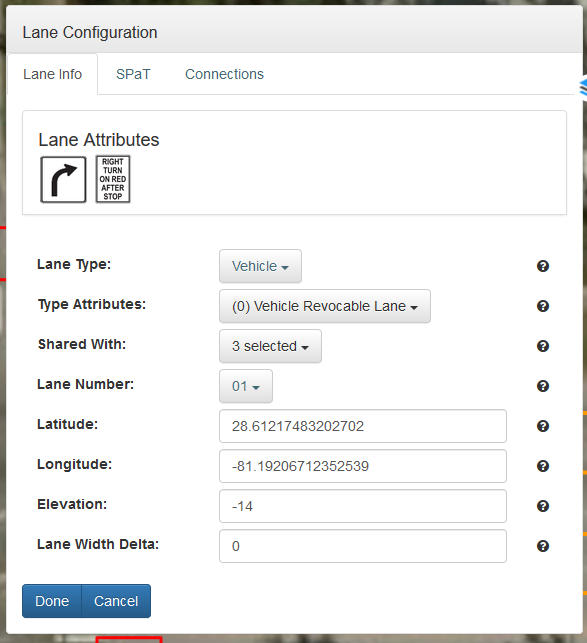 Lane Configuration
Lane Info SPaT Connections
Lane Attributes
RIGHT
TURN
ON RED
AFTER
STOP
Lane Type: Vehicle
Type Attributes: (0) Vehicle Revocable Lane
Shared With: 3 selected
Lane Number: 01
Latitude: 28.61217483202702
Longitude: -81.19206712352539
Elevation: -14
Lane Width Delta: 0
Done Cancel